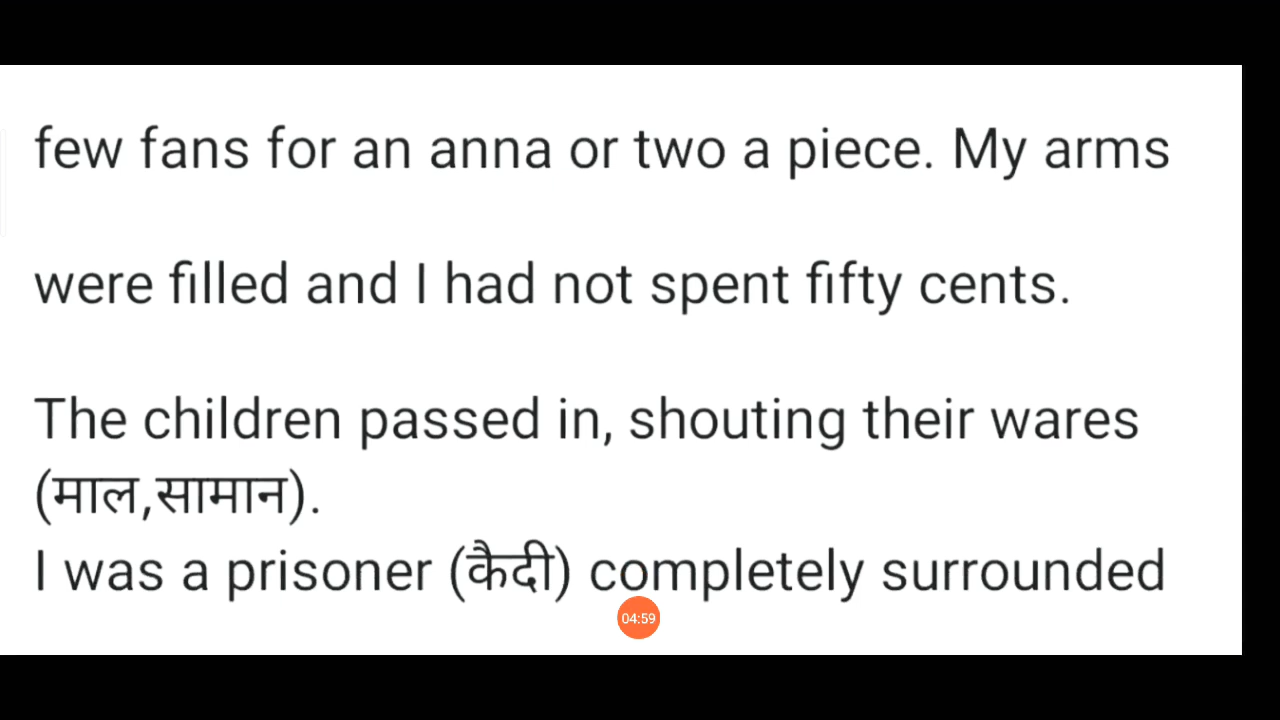 few fans for an anna or two a piece. My arms
were filled and I had not spent fifty cents.
The children passed in, shouting their wares
(माल,सामान).
I was a prisoner (कैदी) completely surrounded
04:59